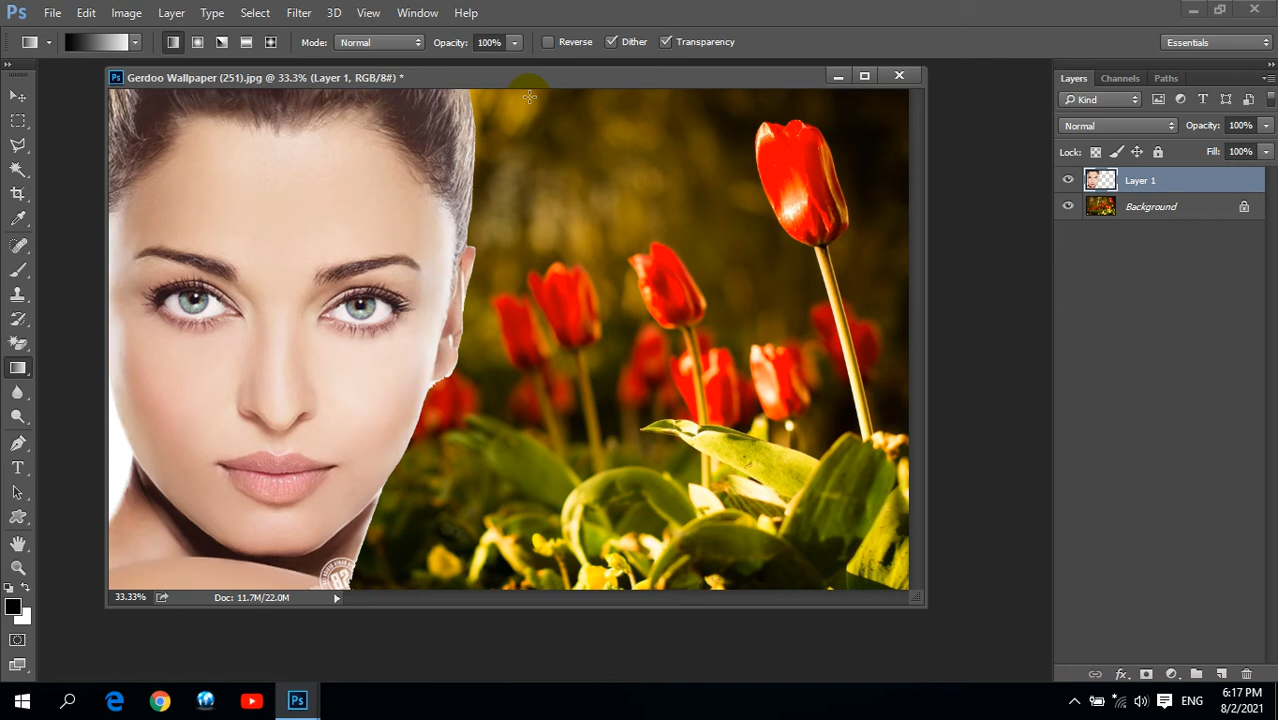 Ps File Edit Image Layer Type Select Filter 3D View Window Help
Mode: Normal Opacity: 100% Reverse Dither Transparency Essentials
Ps Gerdoo Wallpaper (251).jpg @ 33.3% (Layer 1, RGB/8#) *
Layers Channels Paths
Kind
Normal Opacity: 100%
Lock: Fill: 100%
Layer 1
Background
T
33.33% Doc: 11.7M/22.0M
fx
Ps ENG 6:17 PM
8/2/2021